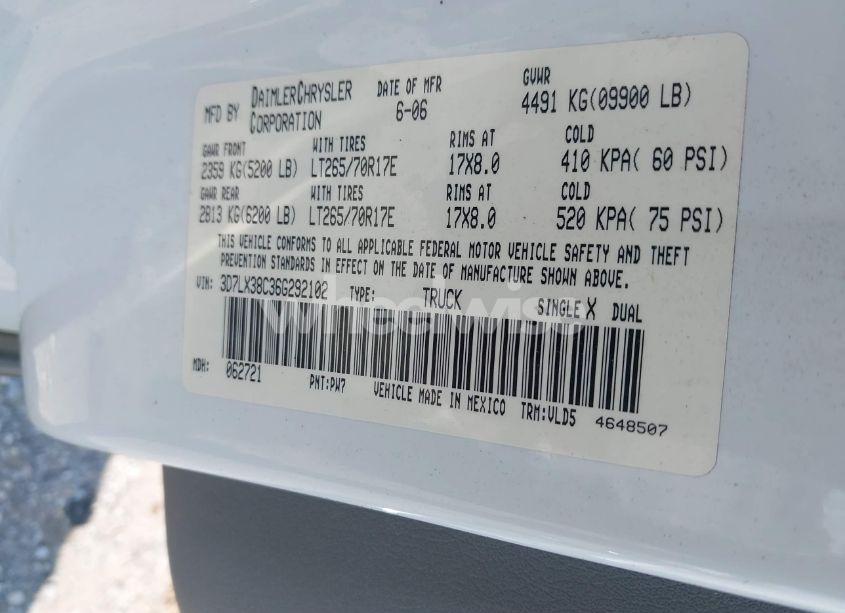 MFD BY DAIMLERCHRYSLER CORPORATION DATE OF MFR 6-06 GVWR 4491 KG(09900 LB)
GAWR FRONT WITH TIRES RIMS AT COLD
2359 KG(5200 LB) LT265/70R17E 17X8.0 410 KPA( 60 PSI)
GAWR REAR WITH TIRES RIMS AT COLD
2813 KG(6200 LB) LT265/70R17E 17X8.0 520 KPA( 75 PSI)
THIS VEHICLE CONFORMS TO ALL APPLICABLE FEDERAL MOTOR VEHICLE SAFETY AND THEFT
PREVENTION STANDARDS IN EFFECT ON THE DATE OF MANUFACTURE SHOWN ABOVE.
VIN: 3D7LX38C36G292102 TYPE: TRUCK SINGLE X DUAL
wheelwise
MDH: 062721 PNT:PW7 VEHICLE MADE IN MEXICO TRM:VLD5 4648507